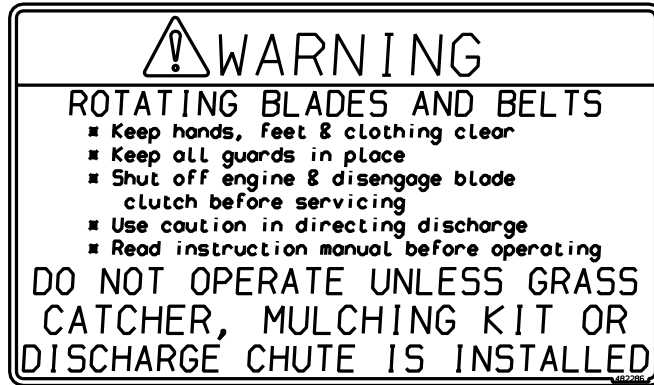 WARNING
ROTATING BLADES AND BELTS
⌗ Keep hands, feet & clothing clear
⌗ Keep all guards in place
⌗ Shut off engine & disengage blade
clutch before servicing
⌗ Use caution in directing discharge
⌗ Read instruction manual before operating
DO NOT OPERATE UNLESS GRASS
CATCHER, MULCHING KIT OR
DISCHARGE CHUTE IS INSTALLED
482286